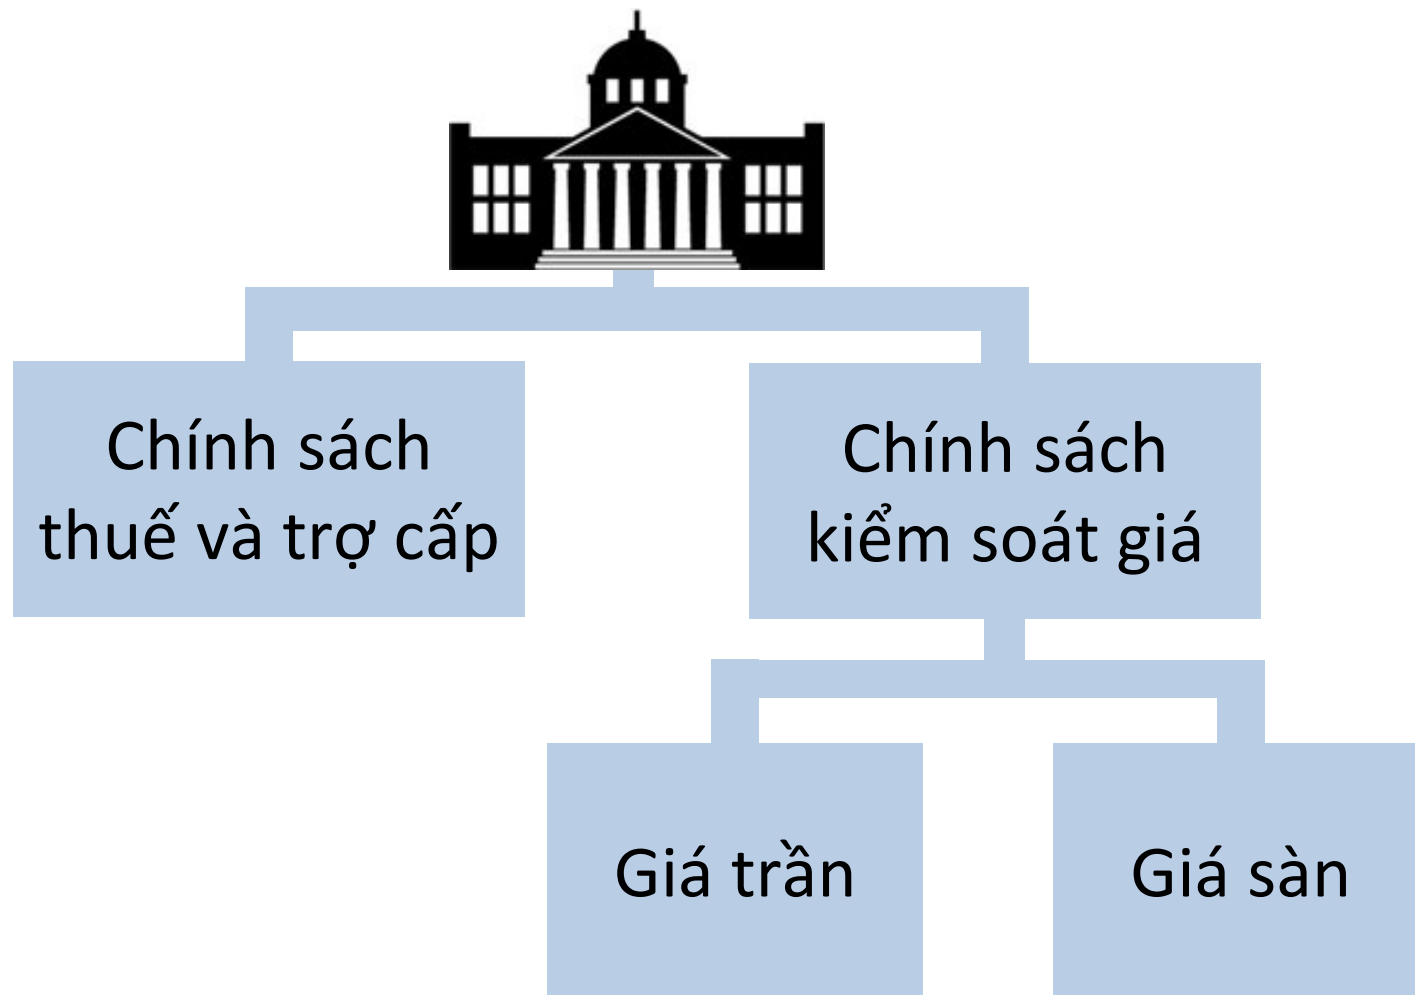 Chính sách
thuế và trợ cấp
Chính sách
kiểm soát giá
Giá trần
Giá sàn